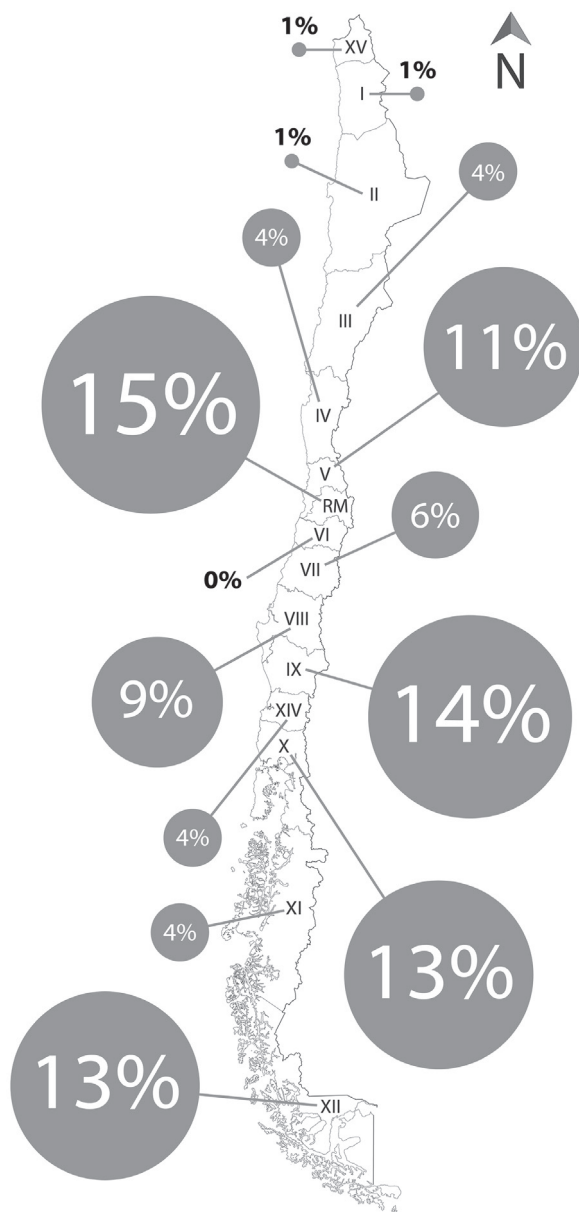 1%
XV
N
1%
I
1%
II
4%
4%
III
11%
15%
IV
V
RM
6%
VI
VII
0%
VIII
9%
IX
14%
XIV
X
4%
XI
4%
13%
13%
XII